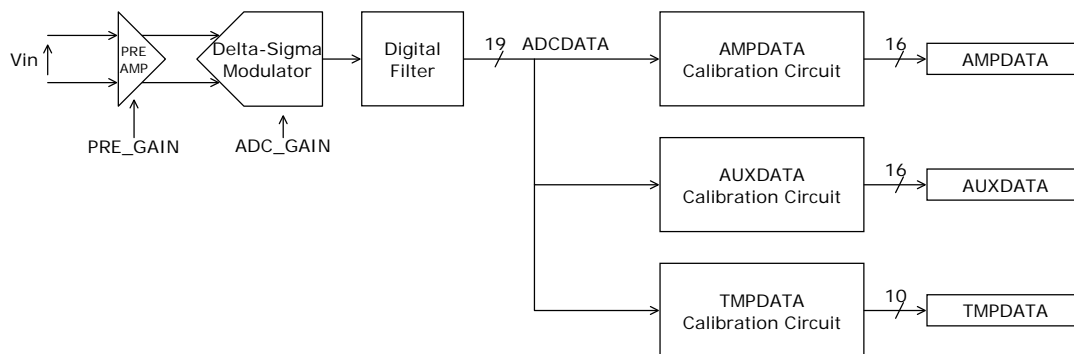 Vin
PRE
AMP
PRE_GAIN
Delta-Sigma
Modulator
ADC_GAIN
Digital
Filter
19
ADCDATA
AMPDATA
Calibration Circuit
16
AMPDATA
AUXDATA
Calibration Circuit
16
AUXDATA
TMPDATA
Calibration Circuit
10
TMPDATA